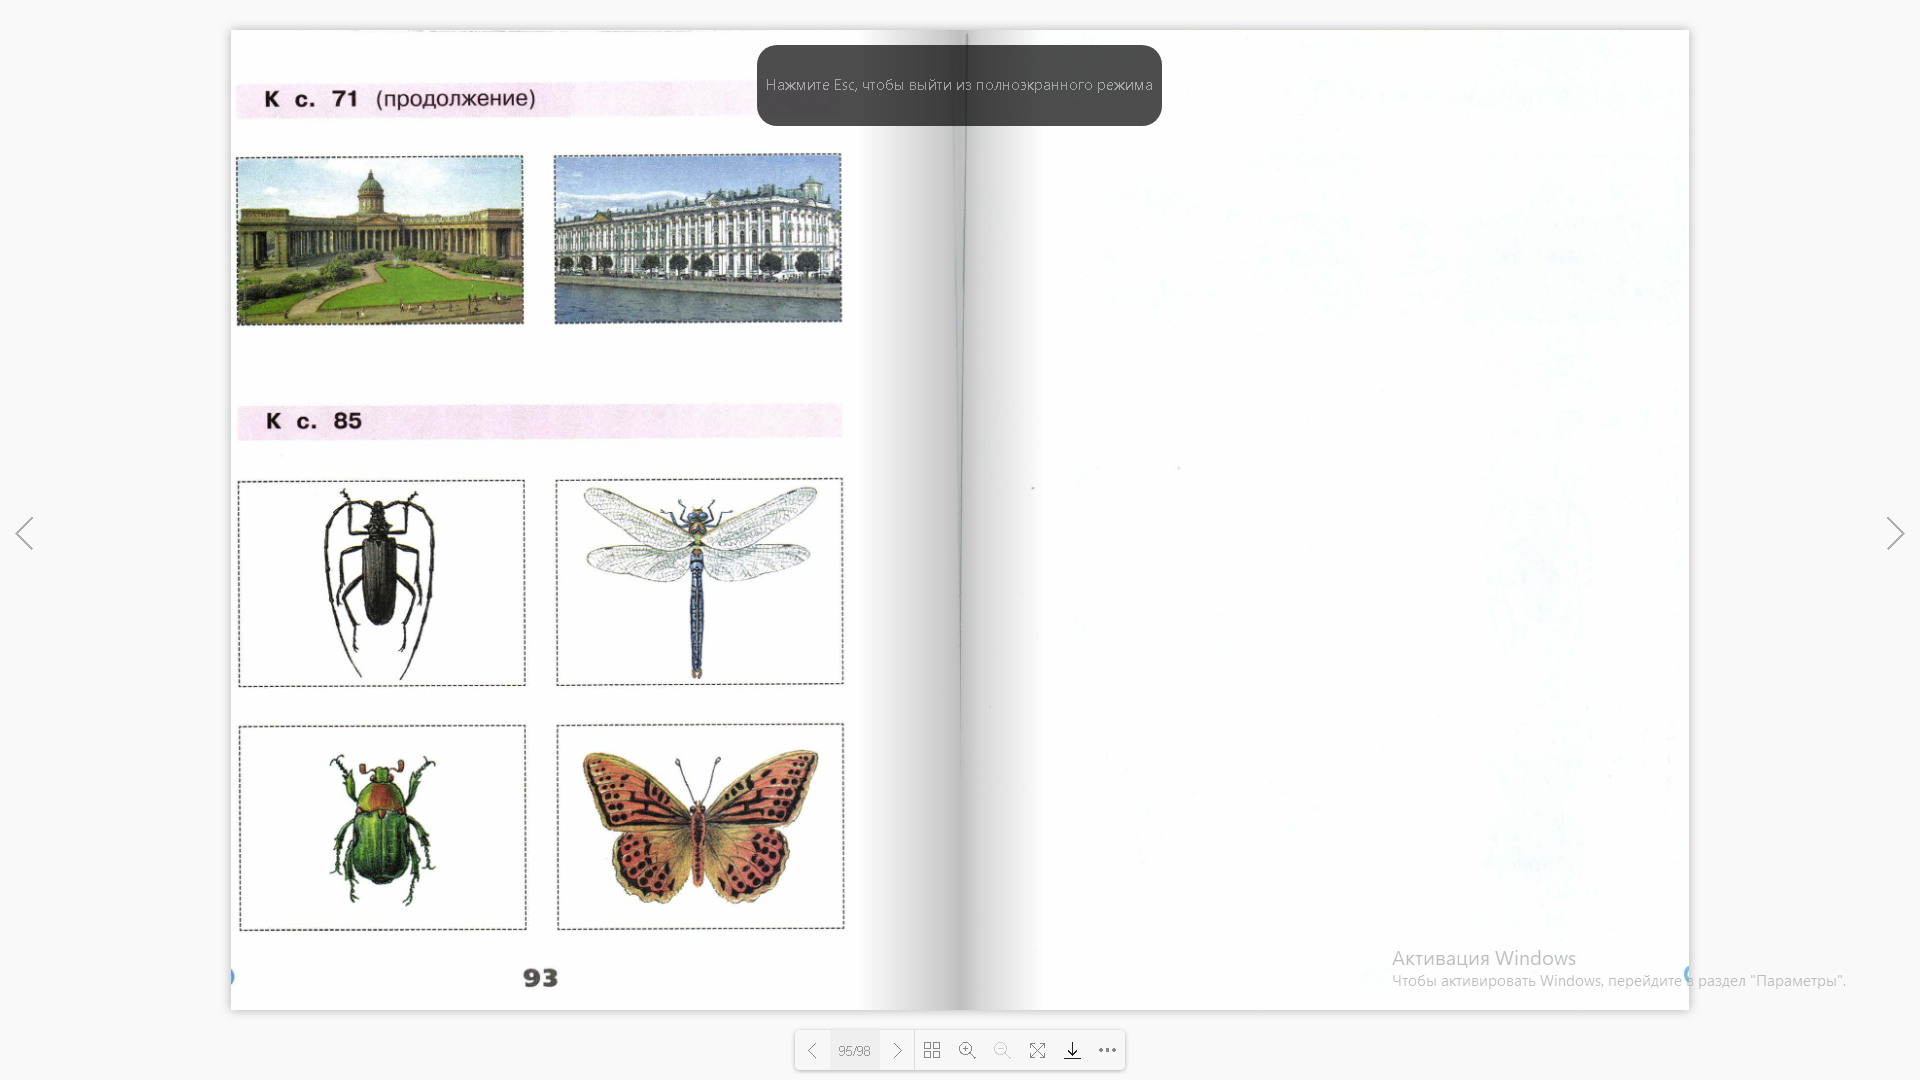 К с. 71 (продолжение)
Нажмите Esc, чтобы выйти из полноэкранного режима
К с. 85
93
Активация Windows
Чтобы активировать Windows, перейдите в раздел "Параметры".
95/98